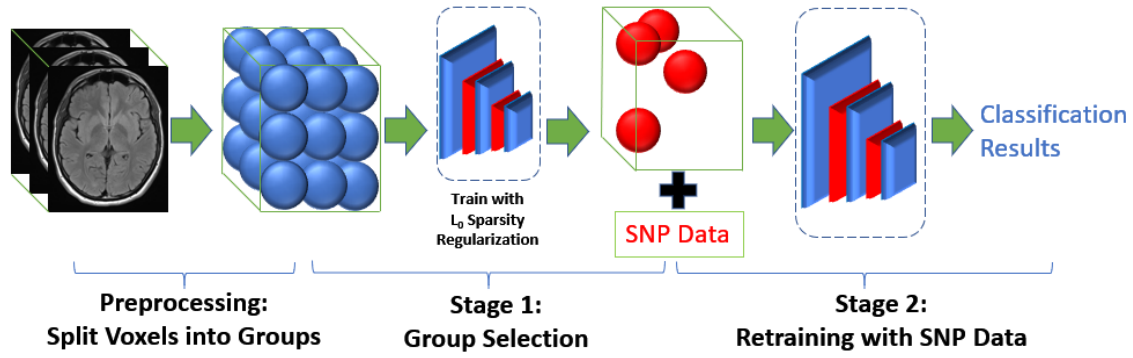 Train with
L₀ Sparsity
Regularization
SNP Data
Classification
Results
Preprocessing:
Split Voxels into Groups
Stage 1:
Group Selection
Stage 2:
Retraining with SNP Data